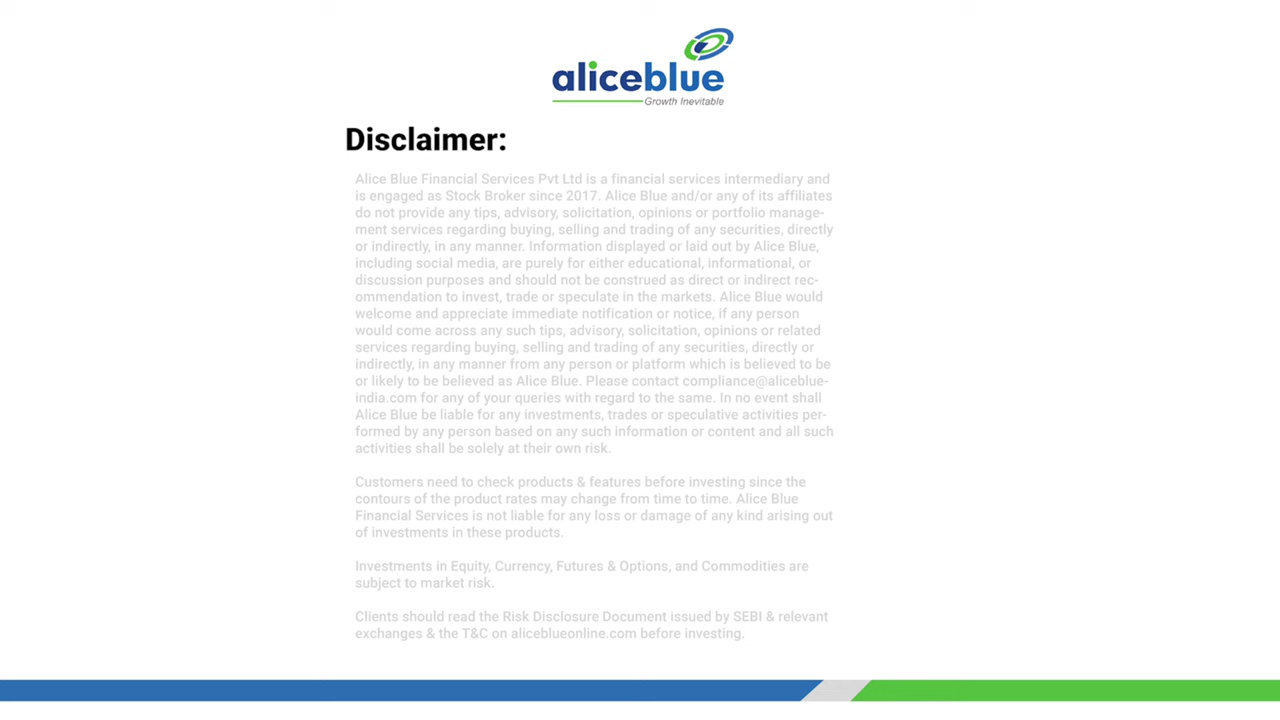 aliceblue
Growth Inevitable
Disclaimer:
Alice Blue Financial Services Pvt Ltd is a financial services intermediary and
is engaged as Stock Broker since 2017. Alice Blue and/or any of its affiliates
do not provide any tips, advisory, solicitation, opinions or portfolio manage-
ment services regarding buying, selling and trading of any securities, directly
or indirectly, in any manner. Information displayed or laid out by Alice Blue,
including social media, are purely for either educational, informational, or
discussion purposes and should not be construed as direct or indirect rec-
ommendation to invest, trade or speculate in the markets. Alice Blue would
welcome and appreciate immediate notification or notice, if any person
would come across any such tips, advisory, solicitation, opinions or related
services regarding buying, selling and trading of any securities, directly or
indirectly, in any manner from any person or platform which is believed to be
or likely to be believed as Alice Blue. Please contact compliance@aliceblue-
india.com for any of your queries with regard to the same. In no event shall
Alice Blue be liable for any investments, trades or speculative activities per-
formed by any person based on any such information or content and all such
activities shall be solely at their own risk.
Customers need to check products & features before investing since the
contours of the product rates may change from time to time. Alice Blue
Financial Services is not liable for any loss or damage of any kind arising out
of investments in these products.
Investments in Equity, Currency, Futures & Options, and Commodities are
subject to market risk.
Clients should read the Risk Disclosure Document issued by SEBI & relevant
exchanges & the T&C on aliceblueonline.com before investing.